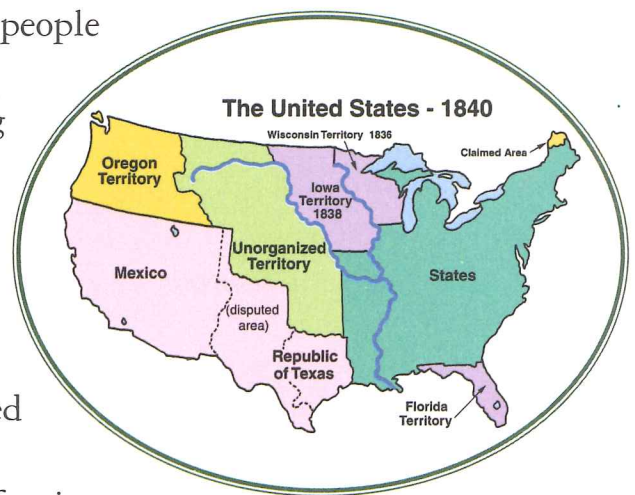 people
g
ed
The United States - 1840
Wisconsin Territory 1836
Claimed Area
Oregon
Territory
Iowa
Territory
1838
Unorganized
Territory
Mexico
States
(disputed
area)
Republic
of Texas
Florida
Territory